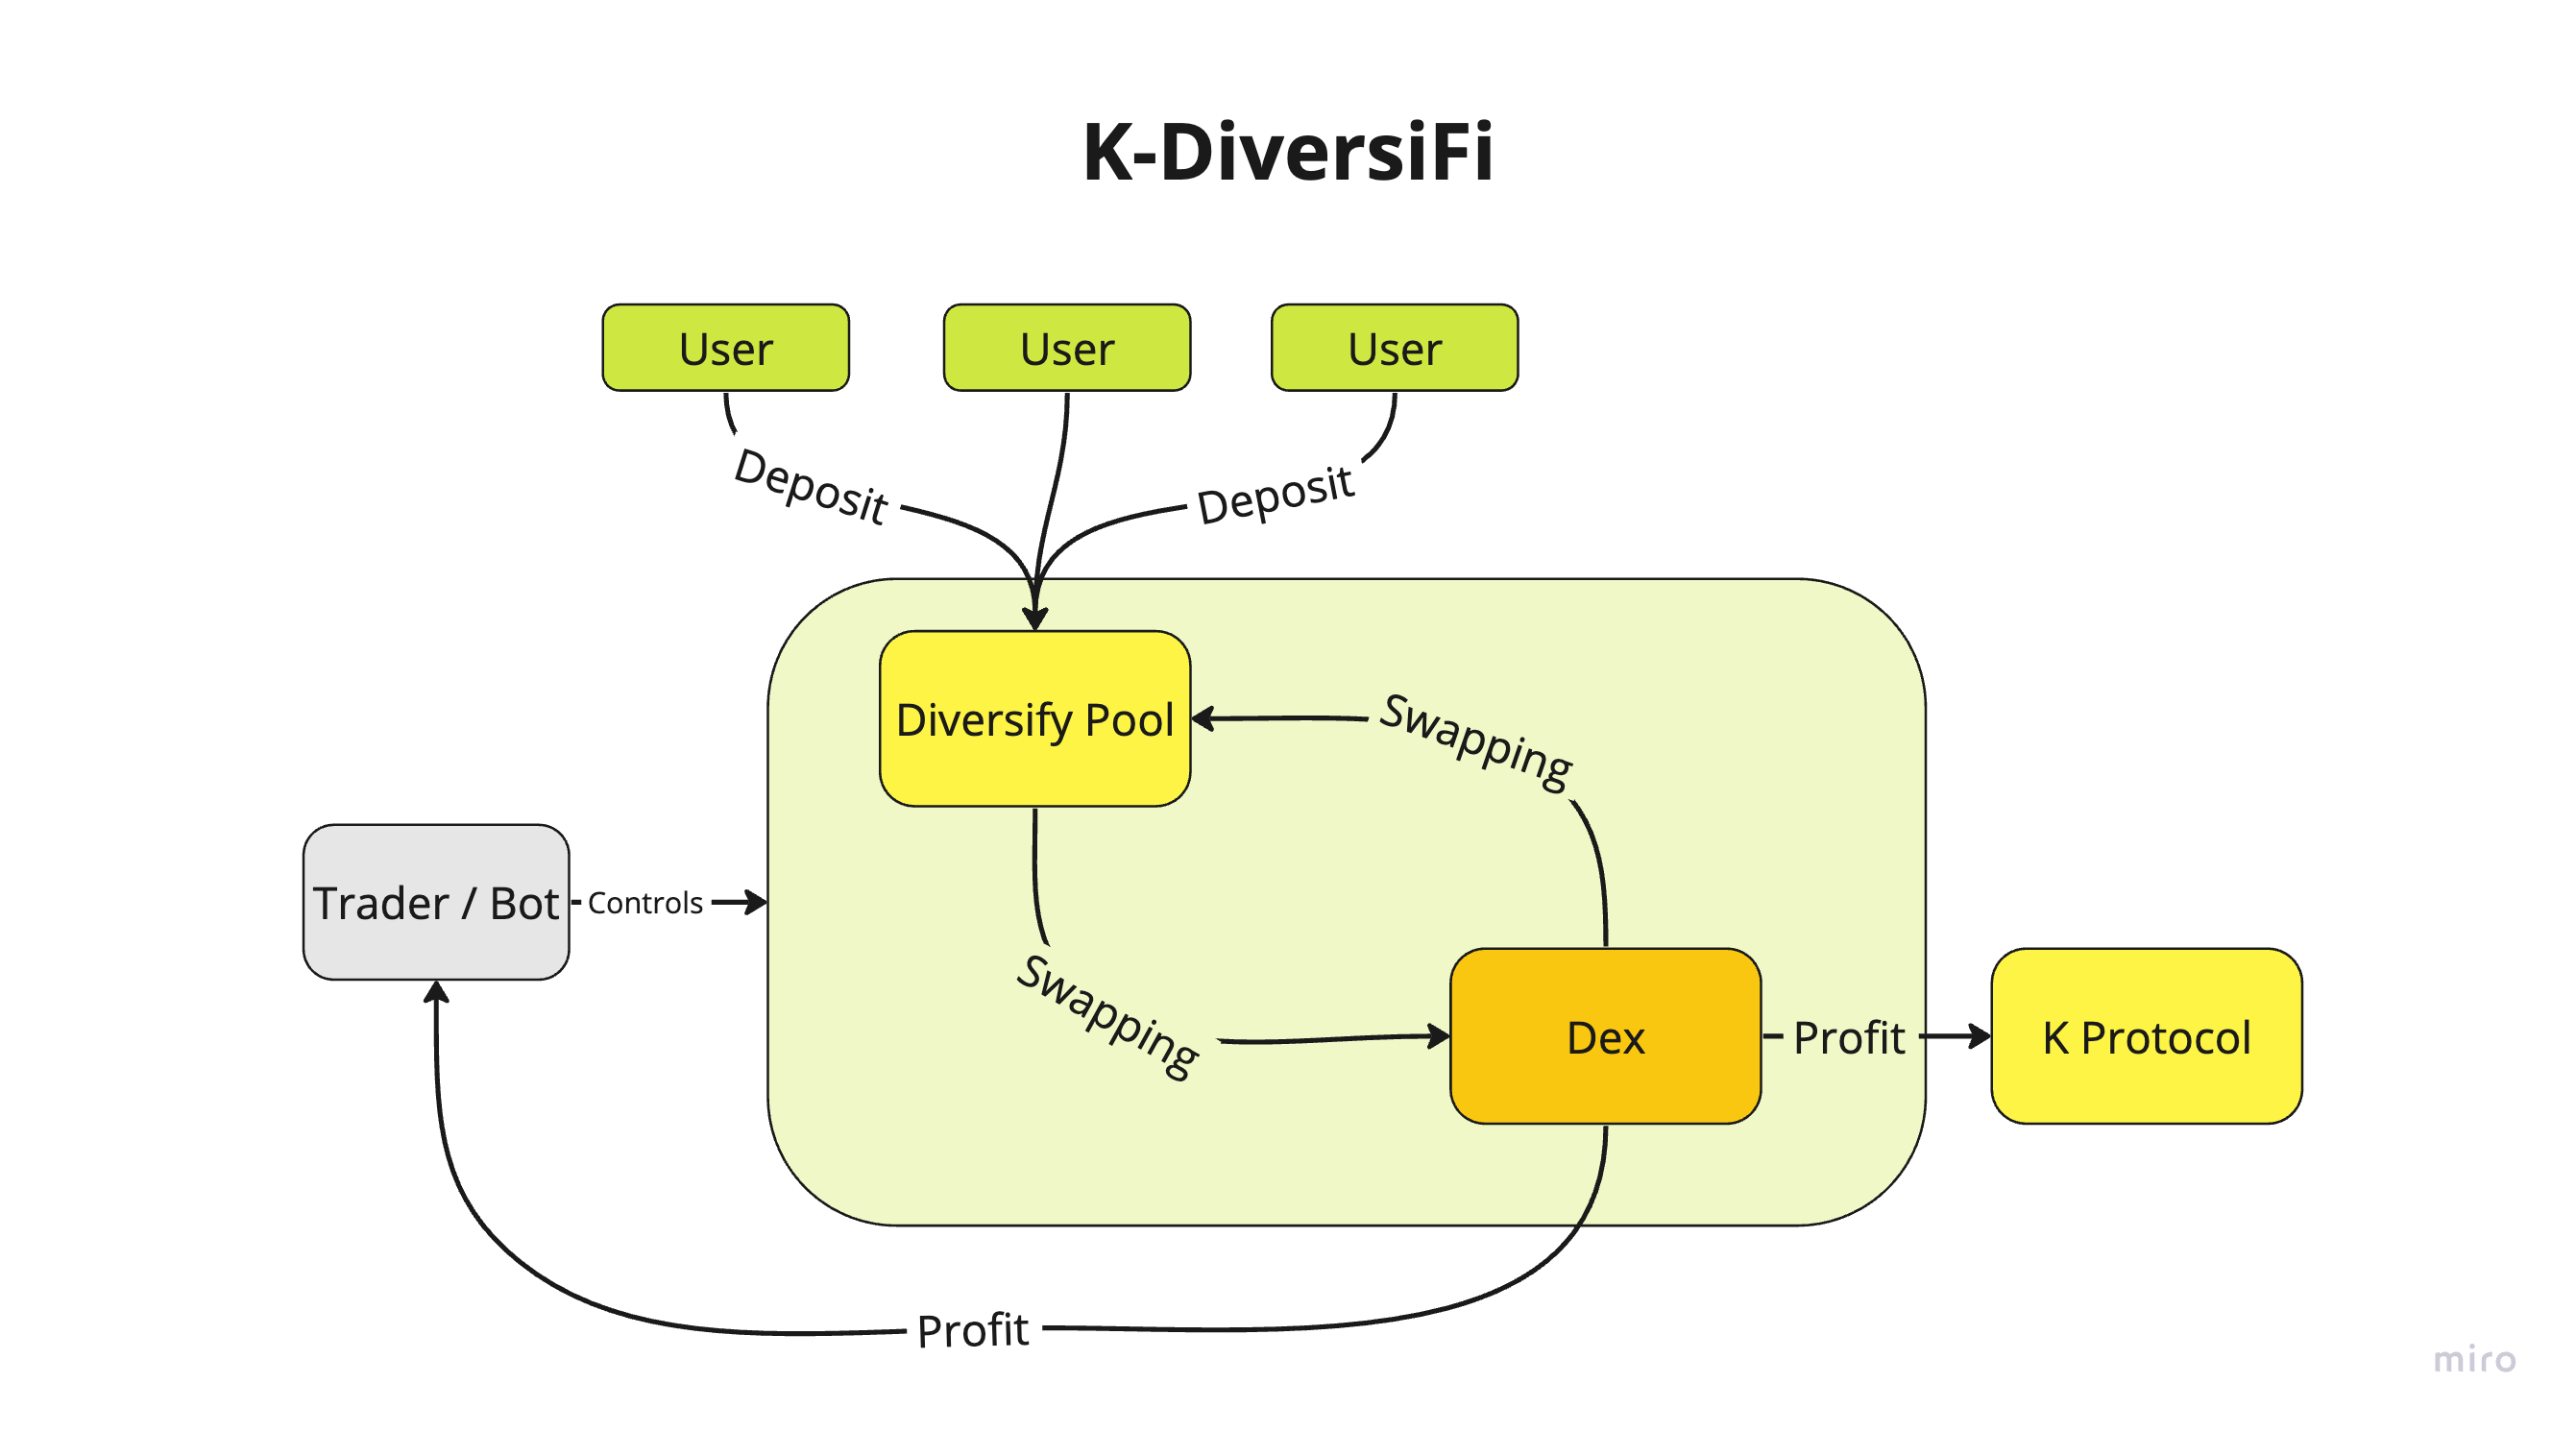 K-DiversiFi
User
User
User
Deposit
Deposit
Diversify Pool
Swapping
Trader / Bot
Controls
Swapping
Dex
Profit
K Protocol
Profit
miro